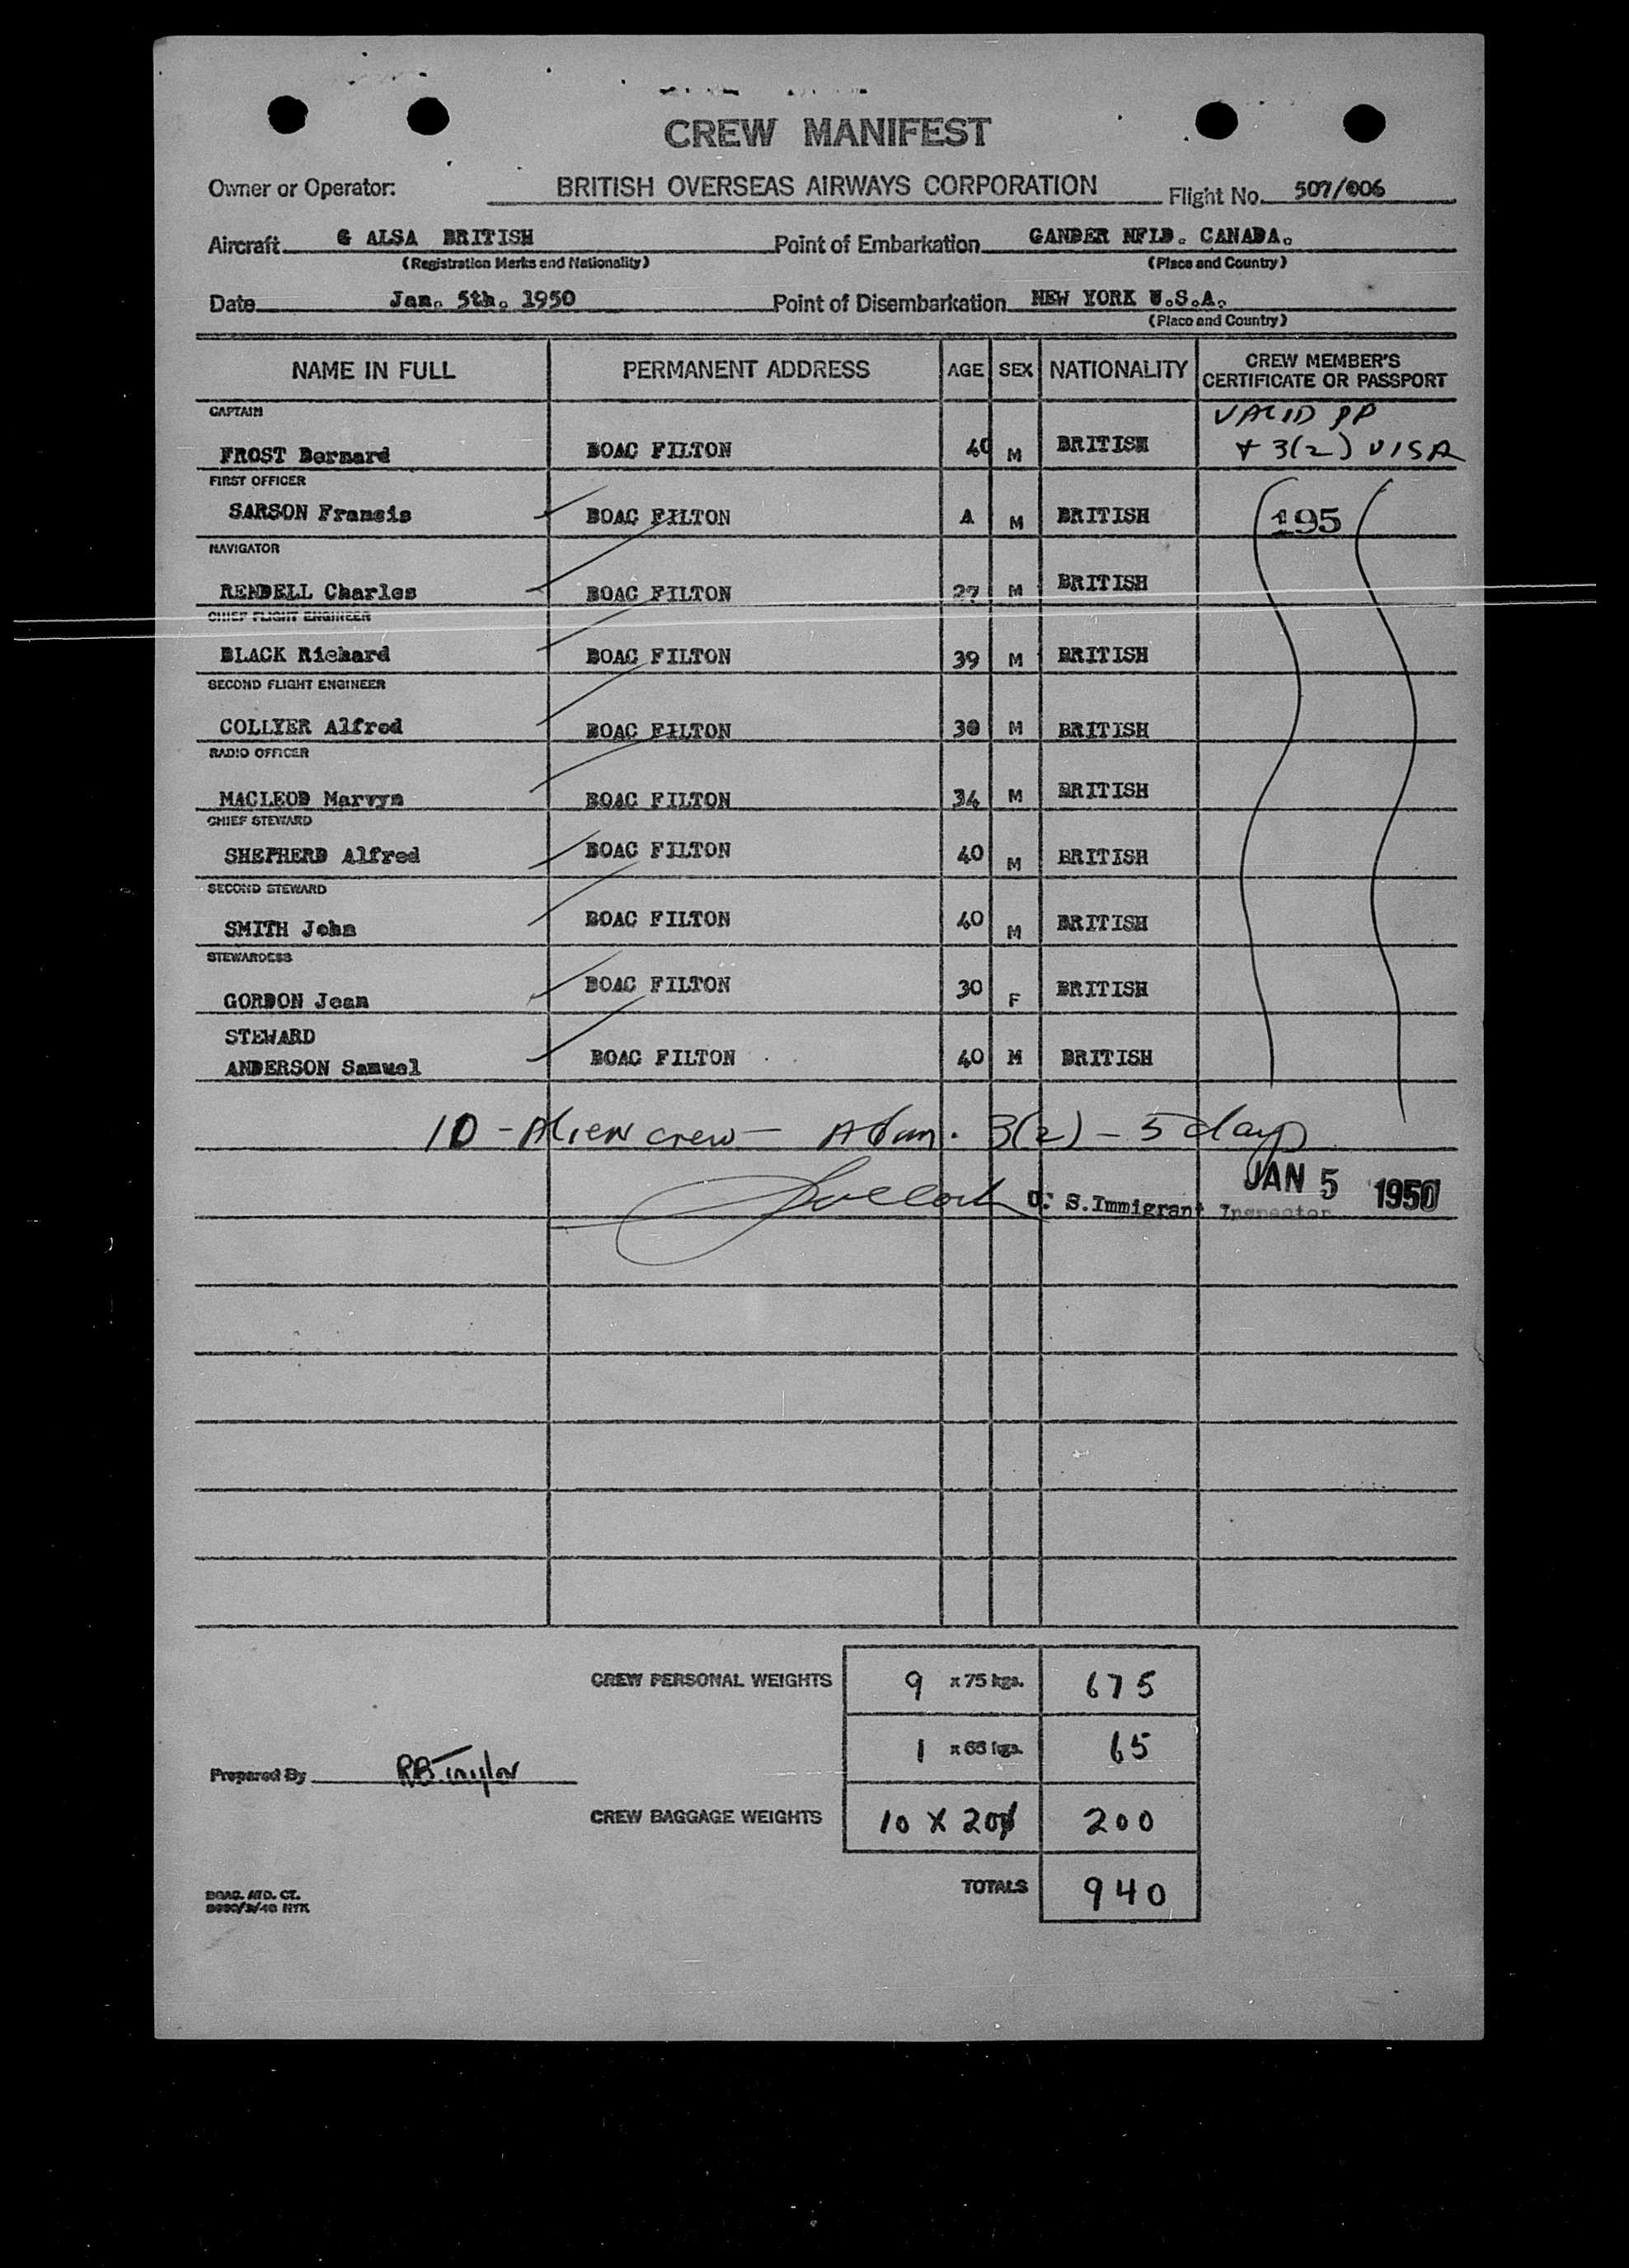 CREW MANIFEST
Owner or Operator: BRITISH OVERSEAS AIRWAYS CORPORATION Flight No. 507/006
Aircraft G ALSA BRITISH Point of Embarkation GANDER NFLD. CANADA.
(Registration Marks and Nationality) (Place and Country)
Date Jan. 5th. 1950 Point of Disembarkation NEW YORK U.S.A.
(Place and Country)
NAME IN FULL PERMANENT ADDRESS AGE SEX NATIONALITY CREW MEMBER'S CERTIFICATE OR PASSPORT
CAPTAIN VALID PP
FROST Bernard BOAC FILTON 40 M BRITISH + 3(2) VISA
FIRST OFFICER
SARSON Francis BOAC FILTON A M BRITISH 195
NAVIGATOR
RENDELL Charles BOAC FILTON 27 M BRITISH
CHIEF FLIGHT ENGINEER
BLACK Richard BOAC FILTON 39 M BRITISH
SECOND FLIGHT ENGINEER
COLLYER Alfred BOAC FILTON 30 M BRITISH
RADIO OFFICER
MACLEOD Marvyn BOAC FILTON 34 M BRITISH
CHIEF STEWARD
SHEPHERD Alfred BOAC FILTON 40 M BRITISH
SECOND STEWARD
SMITH John BOAC FILTON 40 M BRITISH
STEWARDESS
GORDON Jean BOAC FILTON 30 F BRITISH
STEWARD
ANDERSON Samuel BOAC FILTON 40 M BRITISH
10 - Alien crew - Adm. 3(2) - 5 days
U. S. Immigrant Inspector JAN 5 1950
CREW PERSONAL WEIGHTS 9 x 75 kgs. 675
1 x 65 kgs. 65
Prepared By R.B. Taylor
CREW BAGGAGE WEIGHTS 10 X 20 200
TOTALS 940
BOAC. NYK